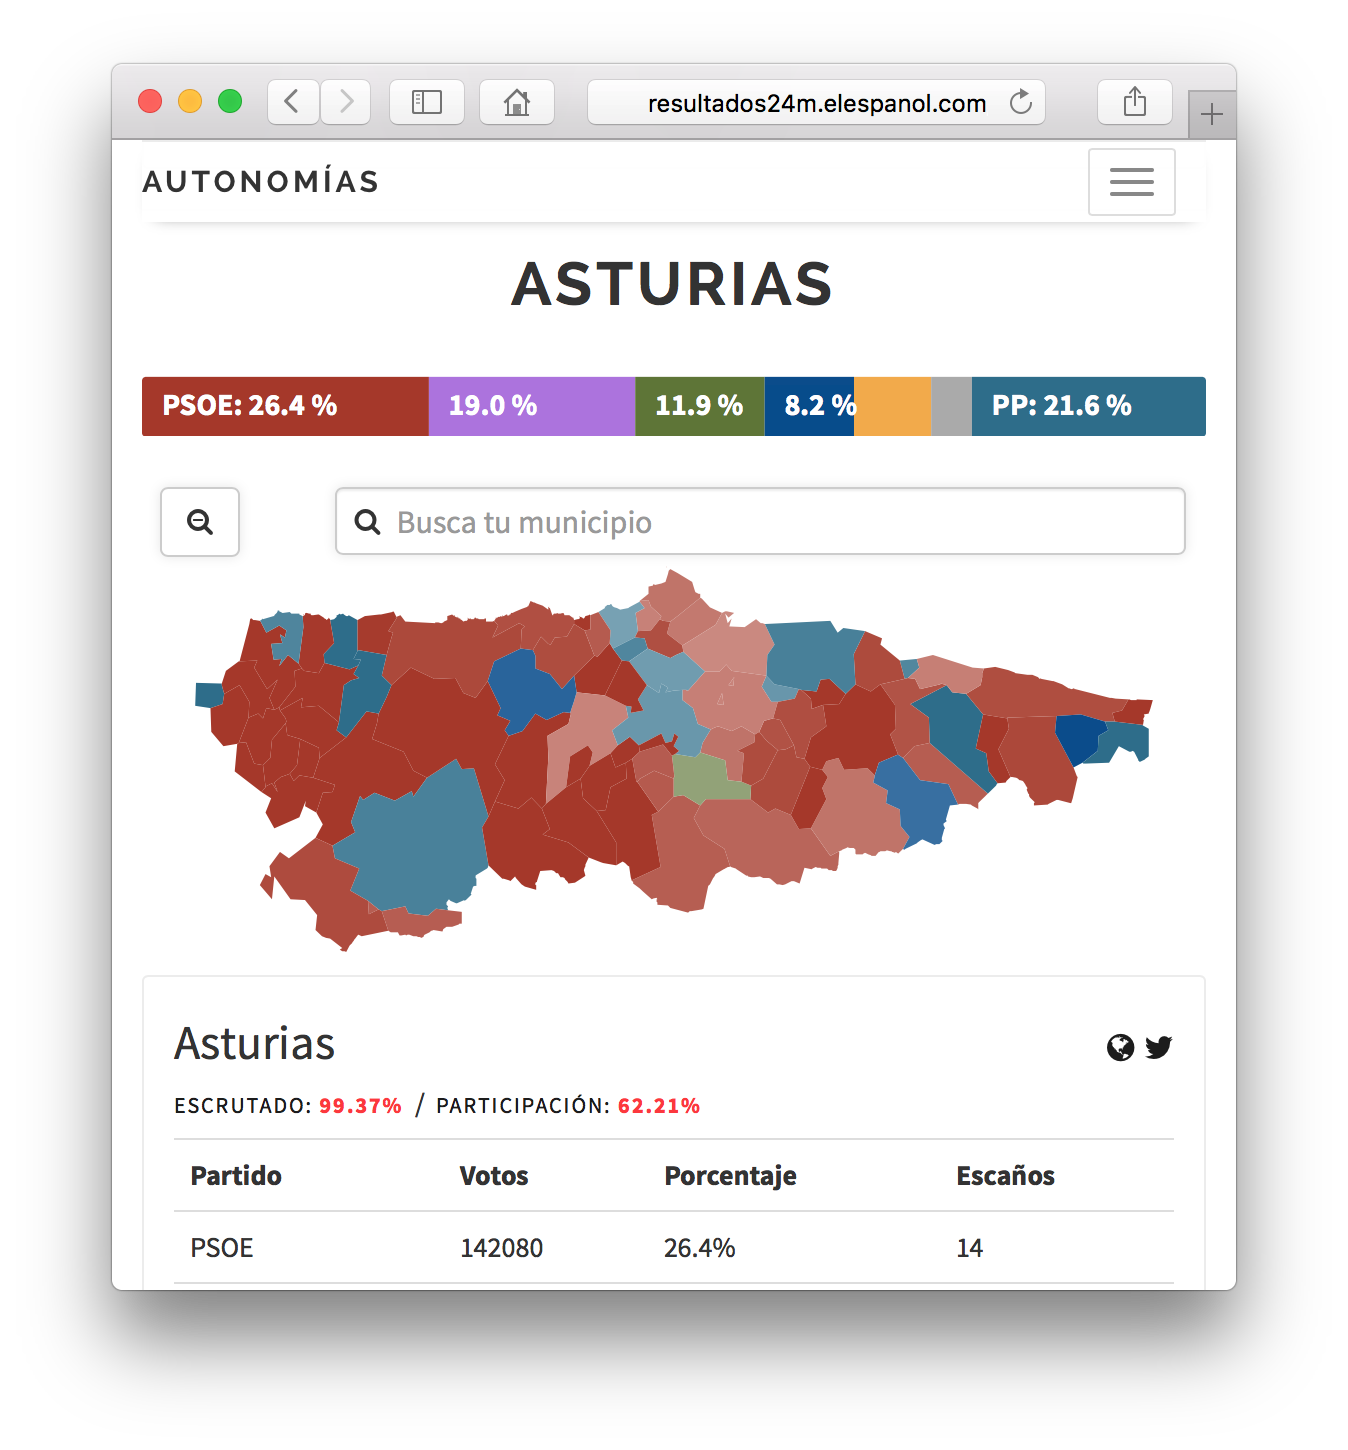 resultados24m.elespanol.com
AUTONOMÍAS
ASTURIAS
PSOE: 26.4 % 19.0 % 11.9 % 8.2 % PP: 21.6 %
Busca tu municipio
Asturias
ESCRUTADO: 99.37% / PARTICIPACIÓN: 62.21%
Partido Votos Porcentaje Escaños
PSOE 142080 26.4% 14